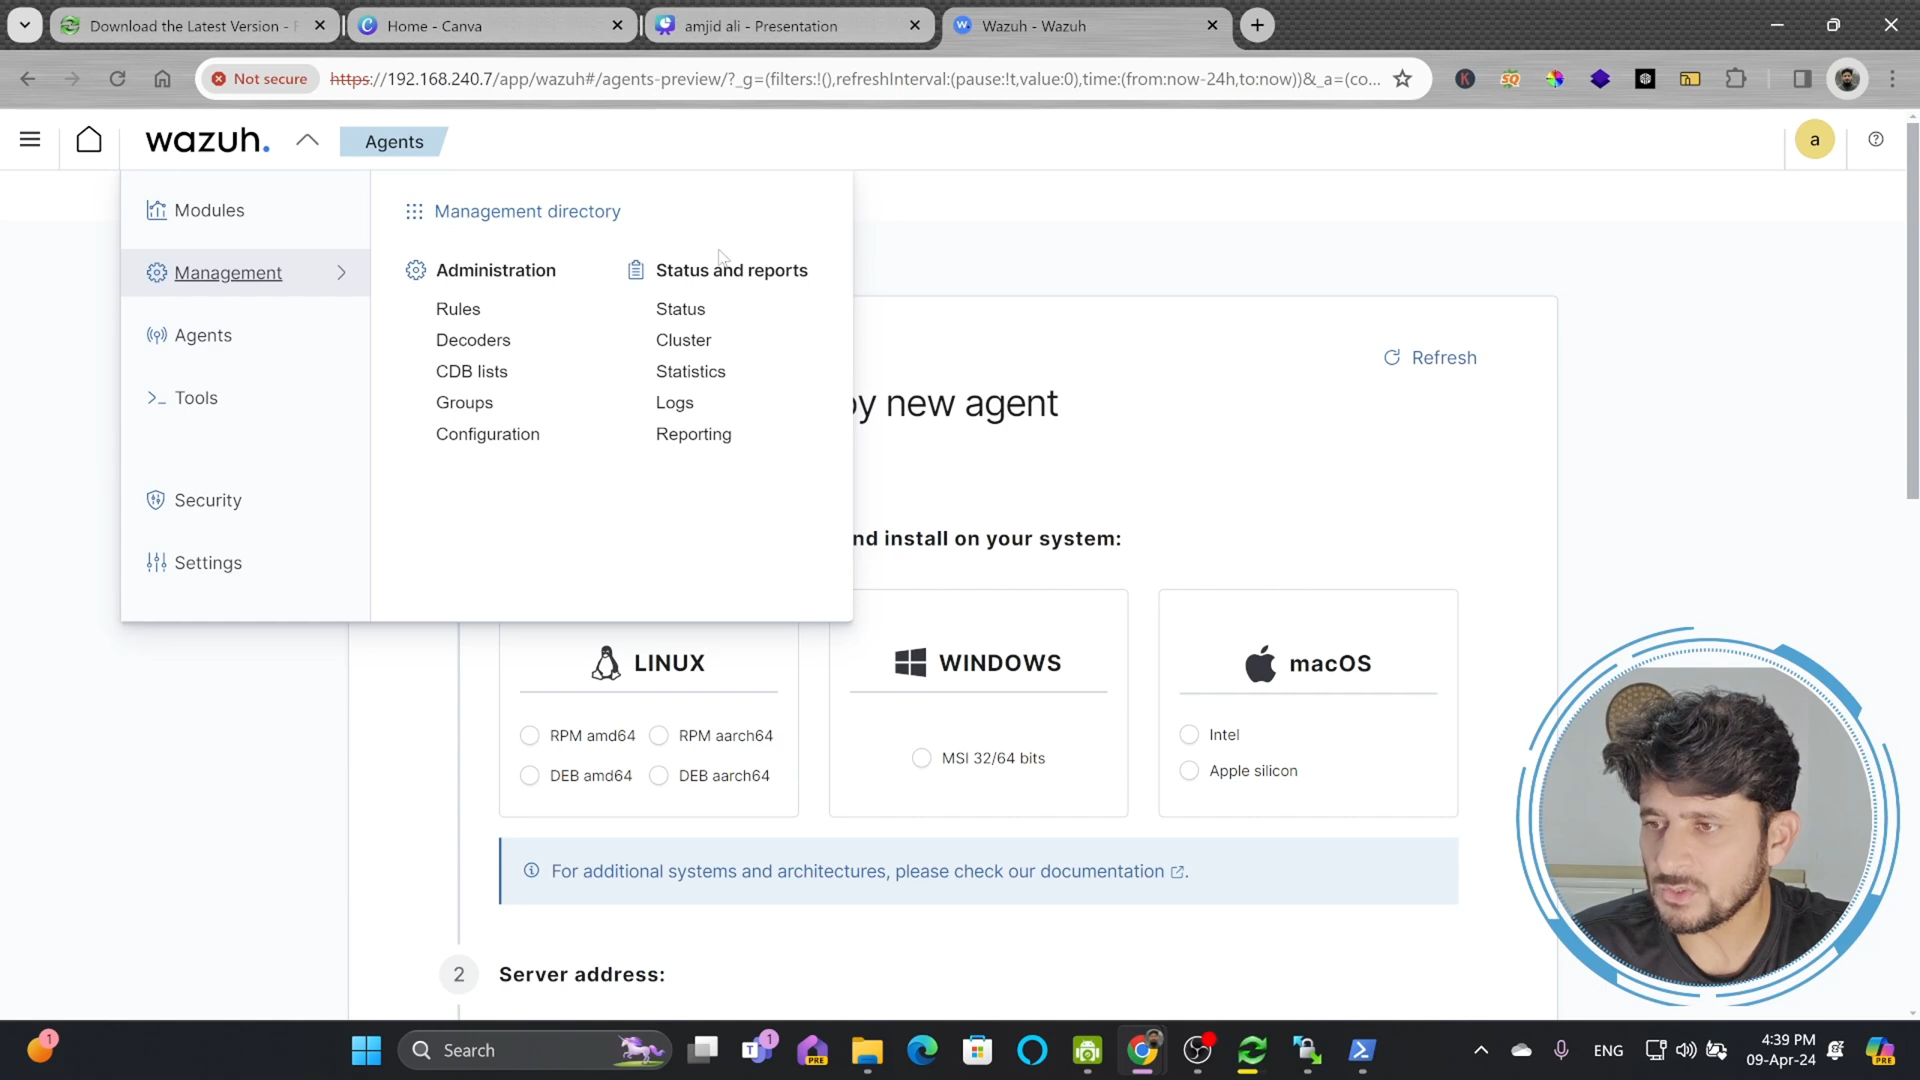 Download the Latest Version - F
Home - Canva
amjid ali - Presentation
Wazuh - Wazuh
Not secure
https://192.168.240.7/app/wazuh#/agents-preview/?_g=(filters:!(),refreshInterval:(pause:!t,value:0),time:(from:now-24h,to:now))&_a=(co...
wazuh.
Agents
a
Modules
Management
Agents
Tools
Security
Settings
Management directory
Administration
Rules
Decoders
CDB lists
Groups
Configuration
Status and reports
Status
Cluster
Statistics
Logs
Reporting
Refresh
oy new agent
nd install on your system:
LINUX
RPM amd64
RPM aarch64
DEB amd64
DEB aarch64
WINDOWS
MSI 32/64 bits
macOS
Intel
Apple silicon
For additional systems and architectures, please check our documentation.
2
Server address:
1
Search
1
PRE
ENG
4:39 PM
09-Apr-24
PRE